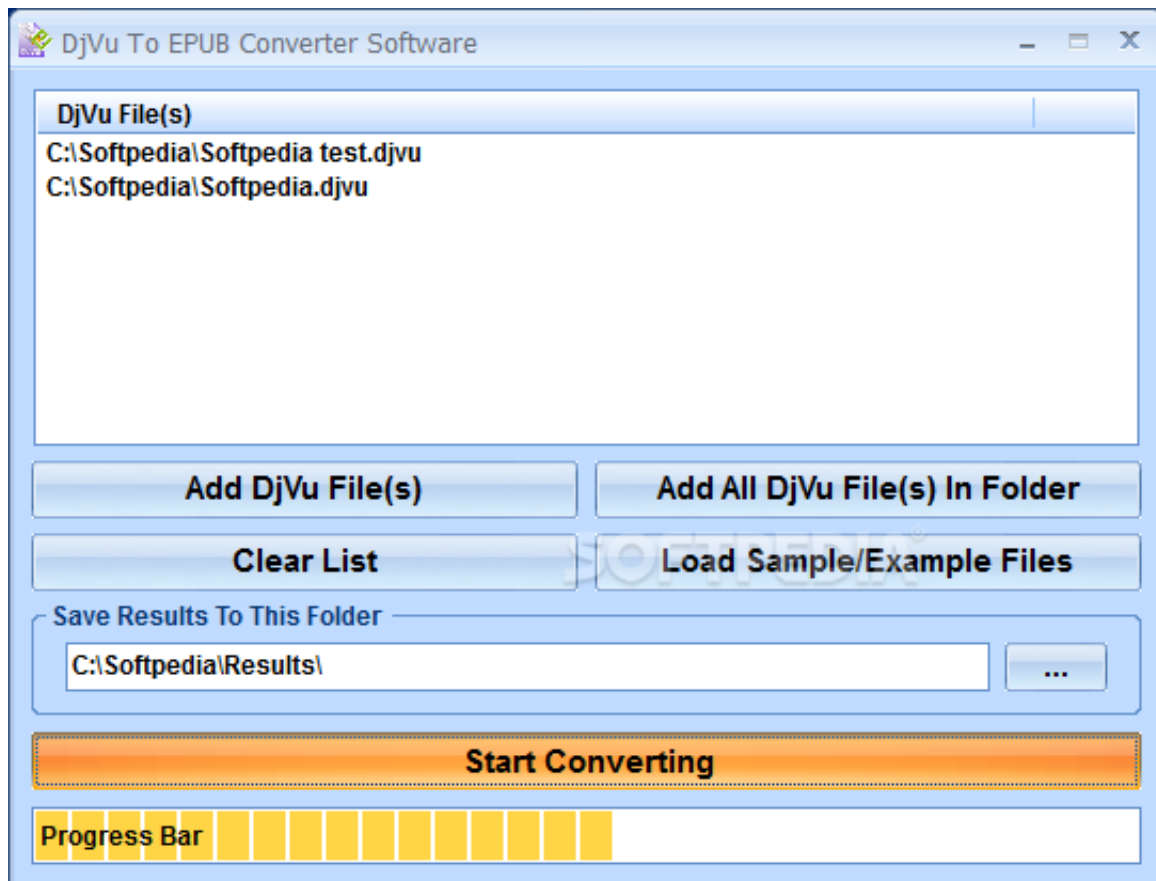 DjVu To EPUB Converter Software
DjVu File(s)
C:\Softpedia\Softpedia test.djvu
C:\Softpedia\Softpedia.djvu
Add DjVu File(s)
Add All DjVu File(s) In Folder
Clear List
Load Sample/Example Files
SOFTPEDIA®
Save Results To This Folder
C:\Softpedia\Results\
...
Start Converting
Progress Bar